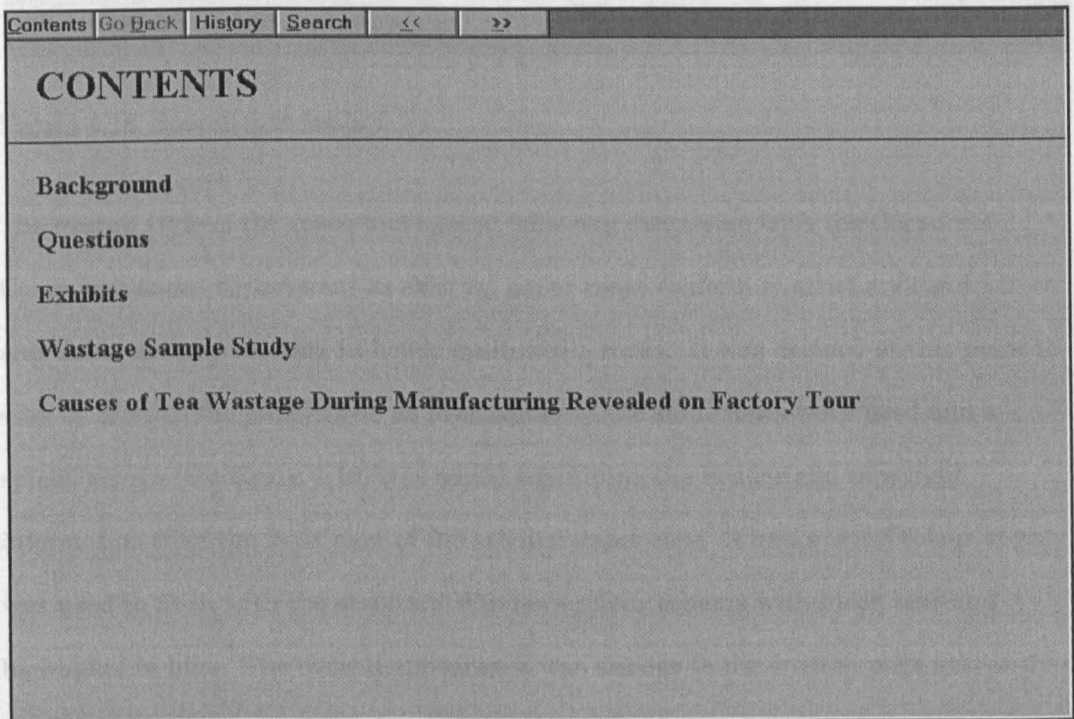 Contents Go Back History Search << >>
CONTENTS
Background
Questions
Exhibits
Wastage Sample Study
Causes of Tea Wastage During Manufacturing Revealed on Factory Tour